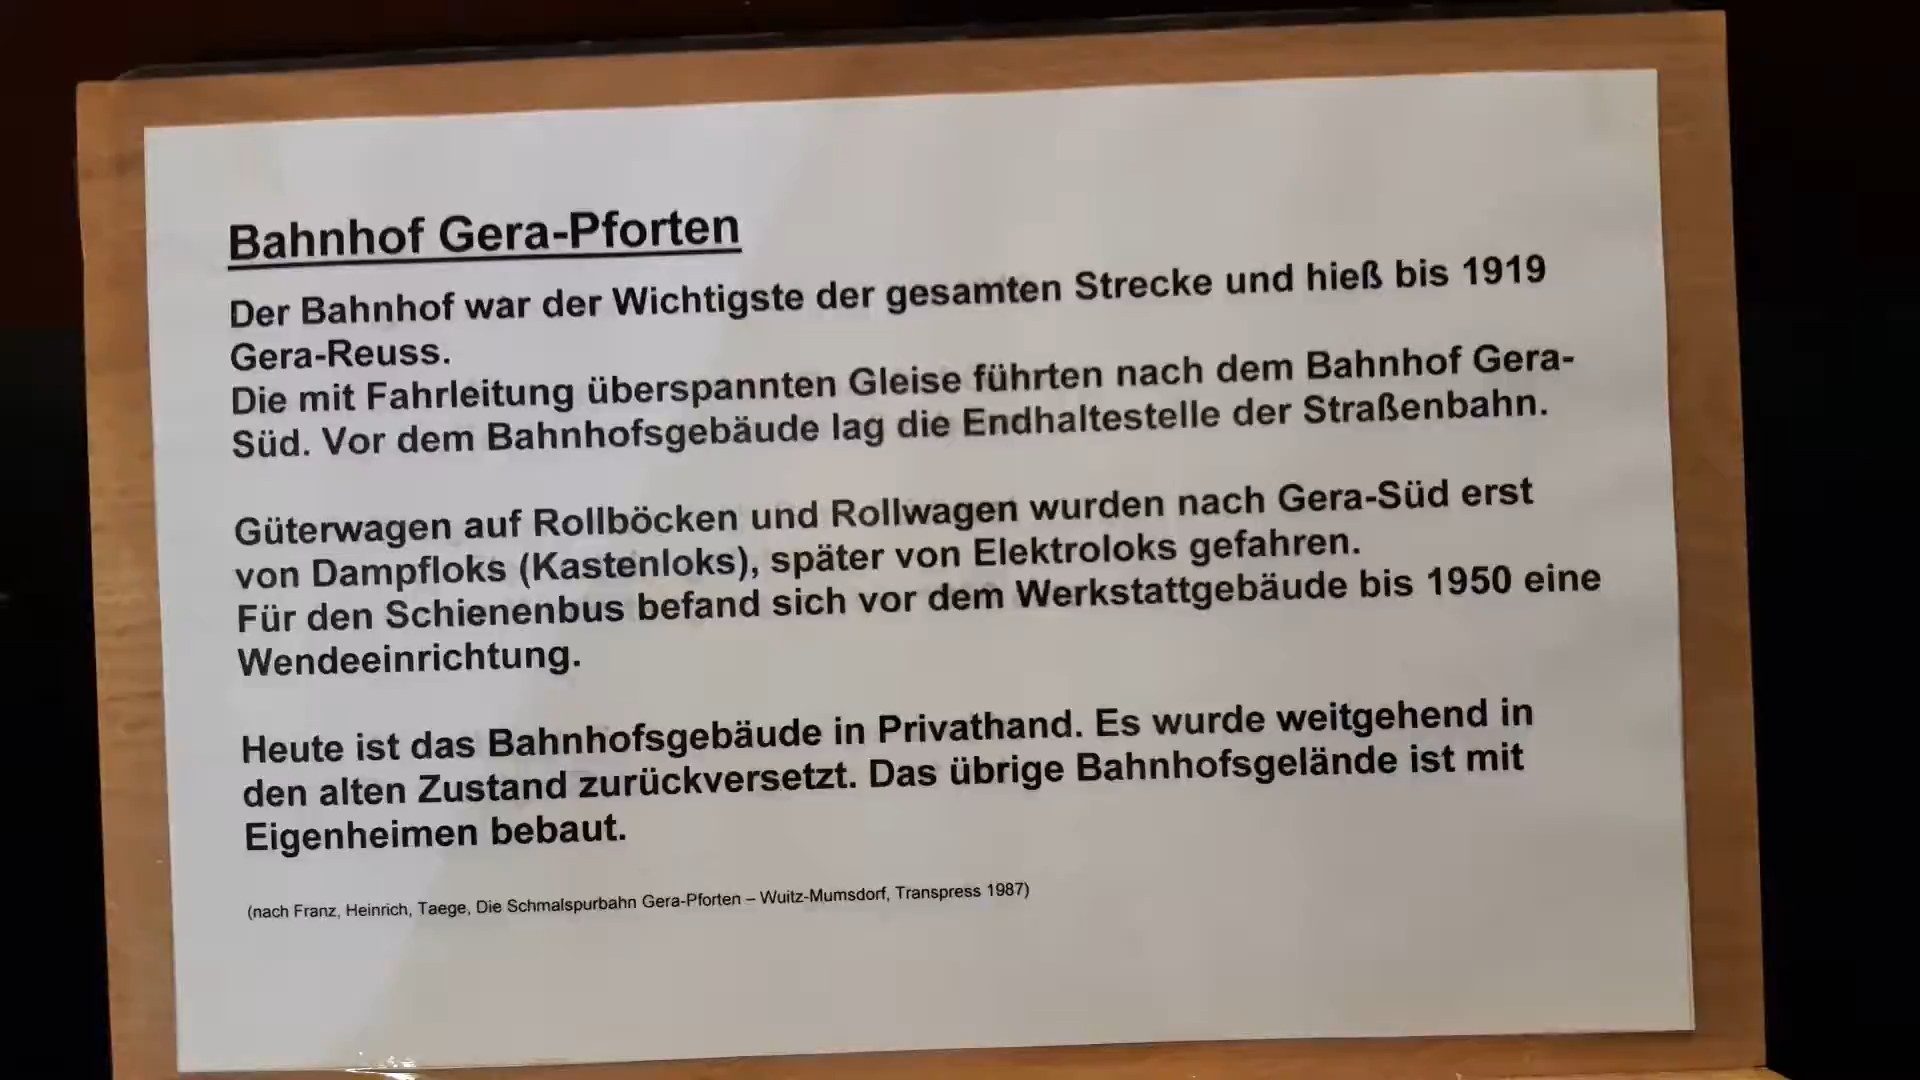 Bahnhof Gera-Pforten
Der Bahnhof war der Wichtigste der gesamten Strecke und hieß bis 1919
Gera-Reuss.
Die mit Fahrleitung überspannten Gleise führten nach dem Bahnhof Gera-
Süd. Vor dem Bahnhofsgebäude lag die Endhaltestelle der Straßenbahn.
Güterwagen auf Rollböcken und Rollwagen wurden nach Gera-Süd erst
von Dampfloks (Kastenloks), später von Elektroloks gefahren.
Für den Schienenbus befand sich vor dem Werkstattgebäude bis 1950 eine
Wendeeinrichtung.
Heute ist das Bahnhofsgebäude in Privathand. Es wurde weitgehend in
den alten Zustand zurückversetzt. Das übrige Bahnhofsgelände ist mit
Eigenheimen bebaut.
(nach Franz, Heinrich, Taege, Die Schmalspurbahn Gera-Pforten – Wuitz-Mumsdorf, Transpress 1987)